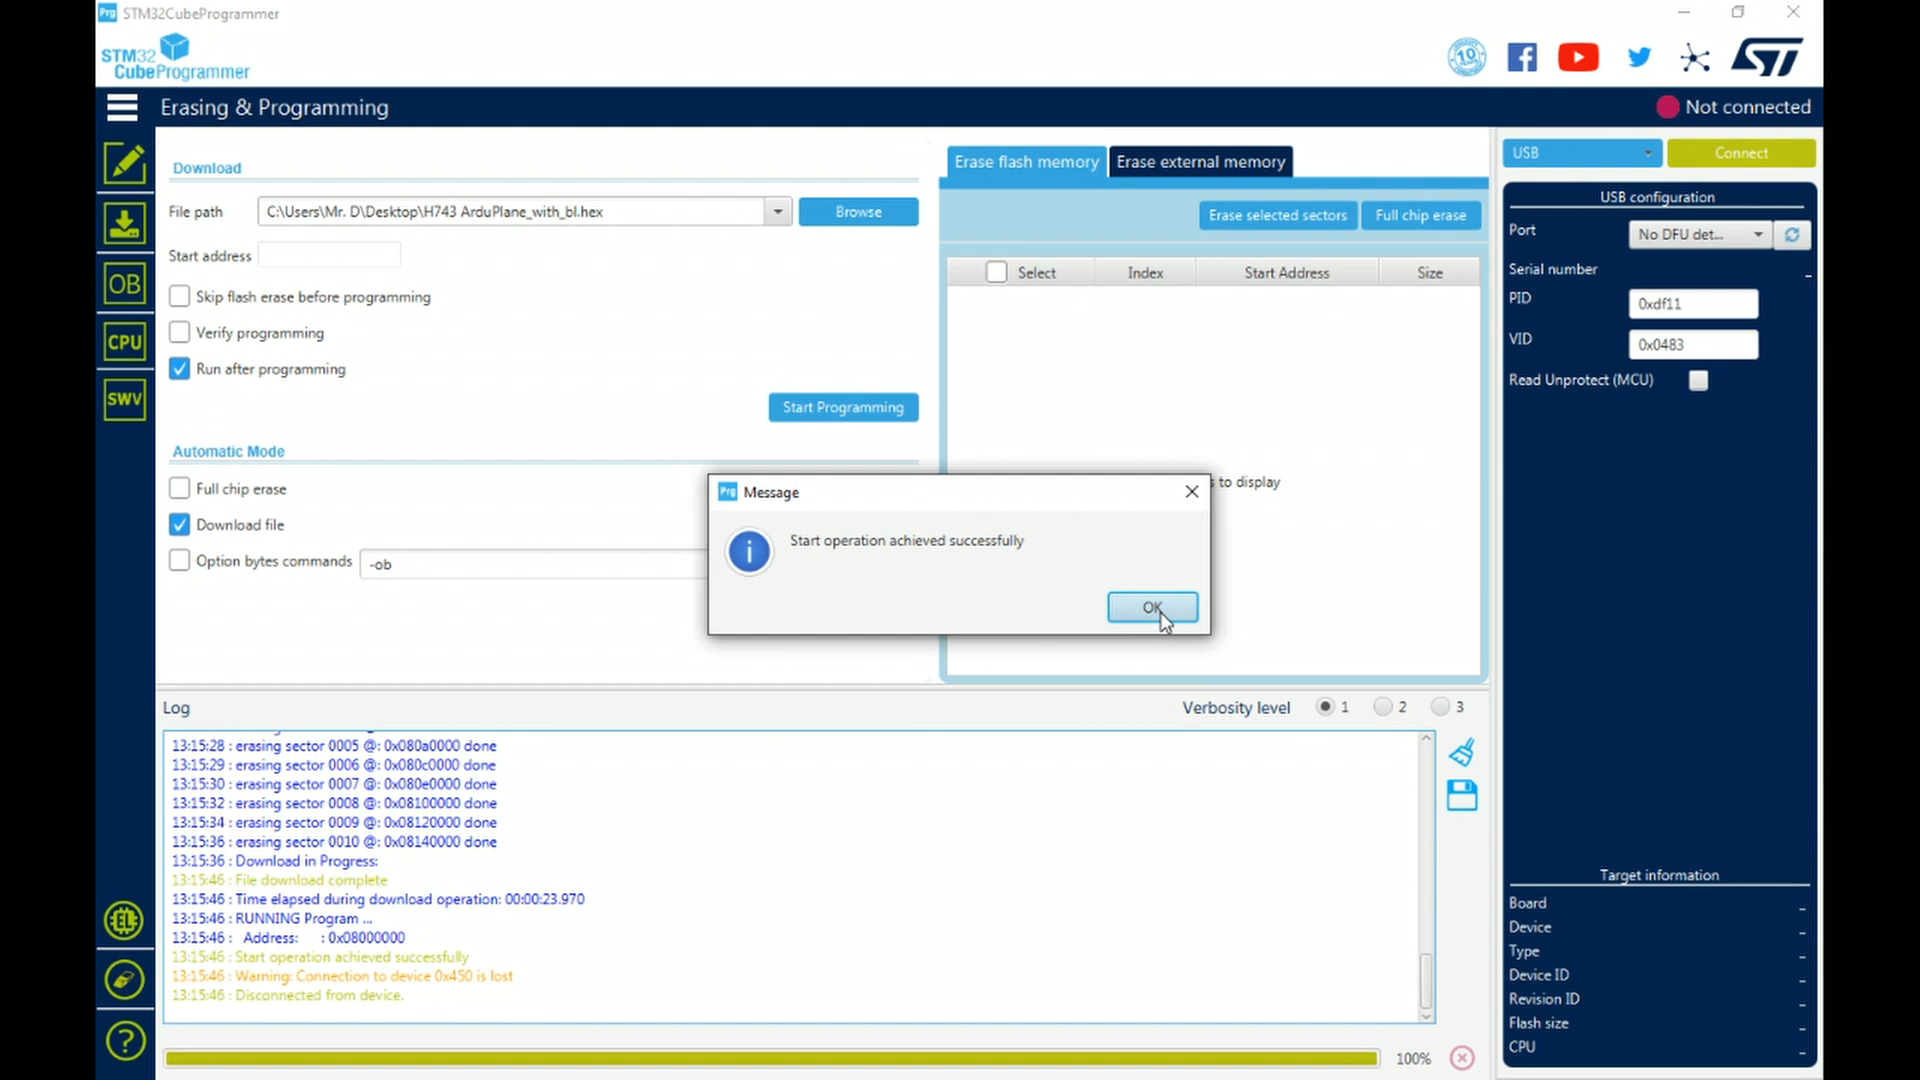 Prg STM32CubeProgrammer
STM32
CubeProgrammer
10
Erasing & Programming
Not connected
Download
File path
C:\Users\Mr. D\Desktop\H743 ArduPlane_with_bl.hex
Browse
Start address
Skip flash erase before programming
Verify programming
Run after programming
Start Programming
Automatic Mode
Full chip erase
Download file
Option bytes commands
-ob
OB
CPU
SWV
Erase flash memory
Erase external memory
Erase selected sectors
Full chip erase
Select Index Start Address Size
s to display
Prg Message
Start operation achieved successfully
OK
USB
Connect
USB configuration
Port
No DFU det...
Serial number
PID
0xdf11
VID
0x0483
Read Unprotect (MCU)
Target information
Board
Device
Type
Device ID
Revision ID
Flash size
CPU
Log
Verbosity level 1 2 3
13:15:28 : erasing sector 0005 @: 0x080a0000 done
13:15:29 : erasing sector 0006 @: 0x080c0000 done
13:15:30 : erasing sector 0007 @: 0x080e0000 done
13:15:32 : erasing sector 0008 @: 0x08100000 done
13:15:34 : erasing sector 0009 @: 0x08120000 done
13:15:36 : erasing sector 0010 @: 0x08140000 done
13:15:36 : Download in Progress:
13:15:46 : File download complete
13:15:46 : Time elapsed during download operation: 00:00:23.970
13:15:46 : RUNNING Program ...
13:15:46 : Address: : 0x08000000
13:15:46 : Start operation achieved successfully
13:15:46 : Warning: Connection to device 0x450 is lost
13:15:46 : Disconnected from device.
100%